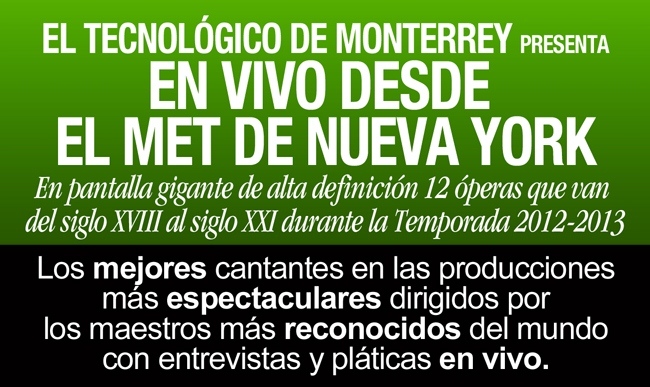 EL TECNOLÓGICO DE MONTERREY PRESENTA
EN VIVO DESDE
EL MET DE NUEVA YORK
En pantalla gigante de alta definición 12 óperas que van
del siglo XVIII al siglo XXI durante la Temporada 2012-2013
Los mejores cantantes en las producciones
más espectaculares dirigidos por
los maestros más reconocidos del mundo
con entrevistas y pláticas en vivo.